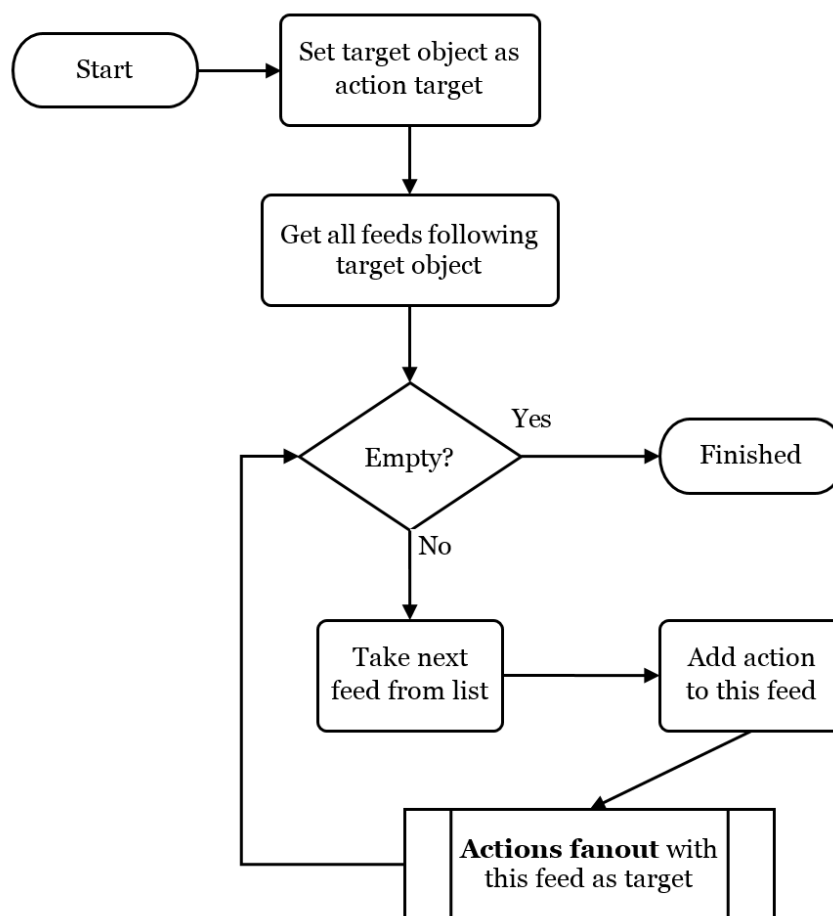 Start
Set target object as
action target
Get all feeds following
target object
Yes
Empty?
Finished
No
Take next
feed from list
Add action
to this feed
Actions fanout with
this feed as target